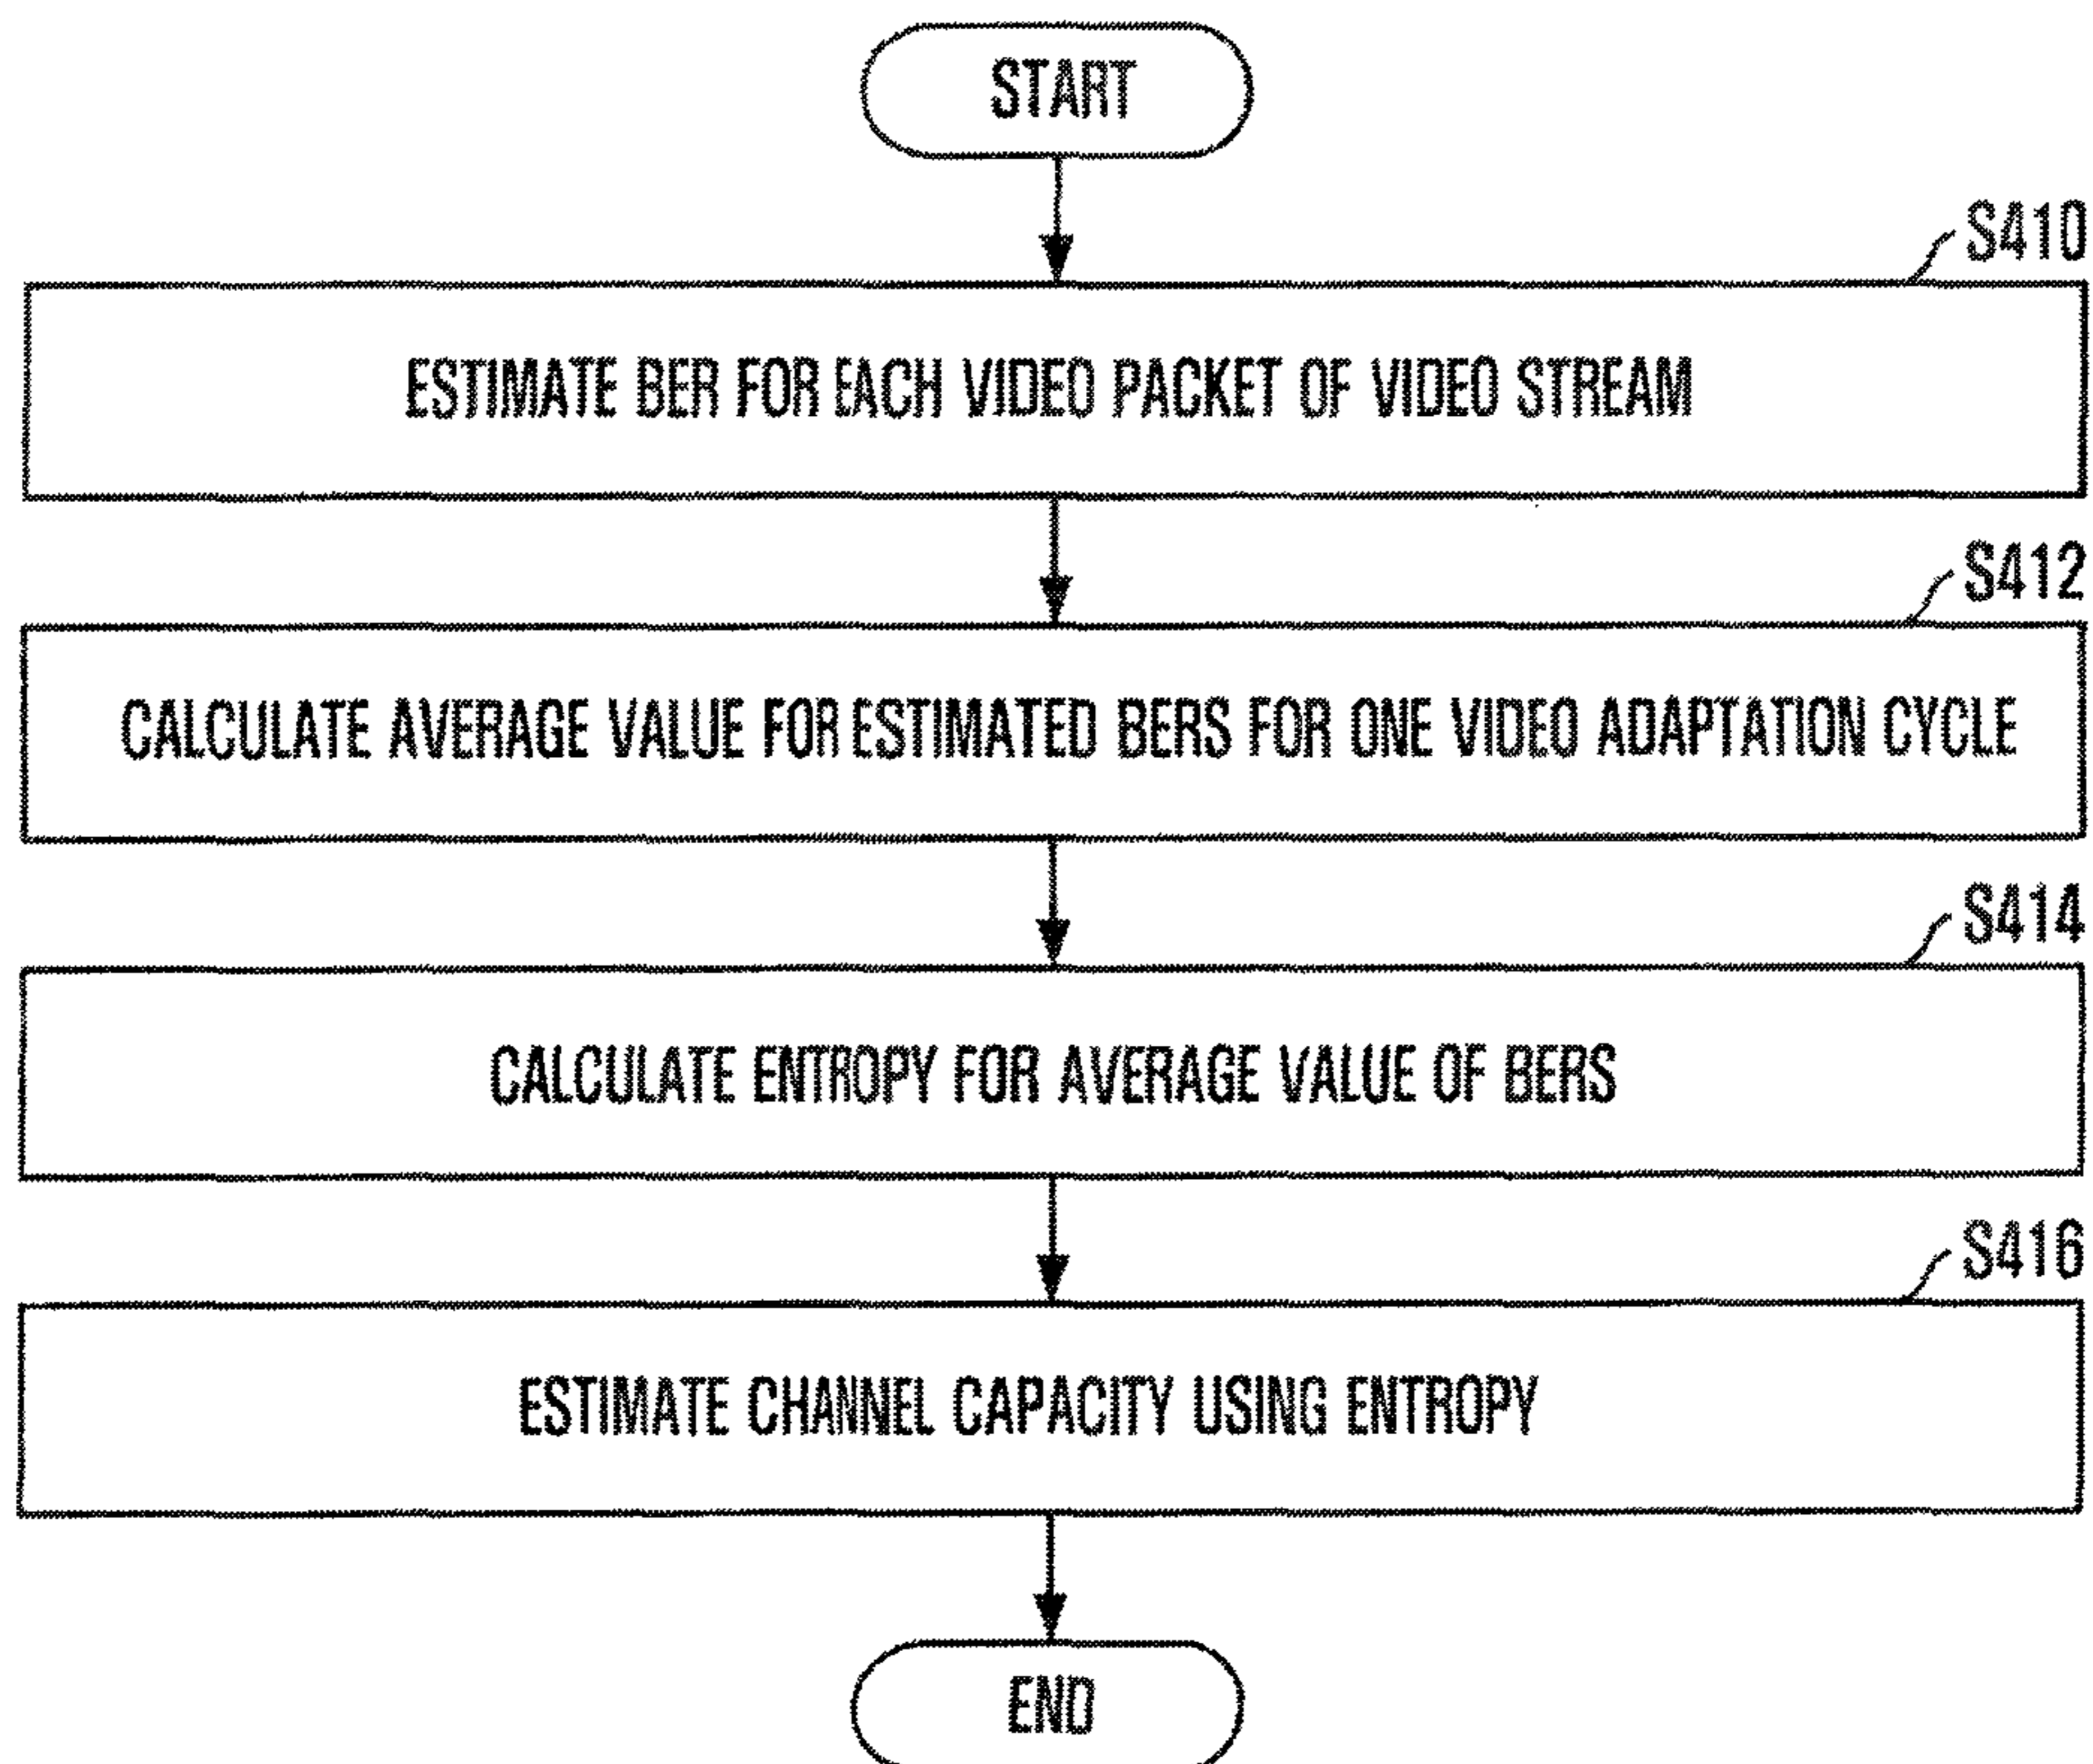 START
S410
ESTIMATE BER FOR EACH VIDEO PACKET OF VIDEO STREAM
S412
CALCULATE AVERAGE VALUE FOR ESTIMATED BERS FOR ONE VIDEO ADAPTATION CYCLE
S414
CALCULATE ENTROPY FOR AVERAGE VALUE OF BERS
S416
ESTIMATE CHANNEL CAPACITY USING ENTROPY
END